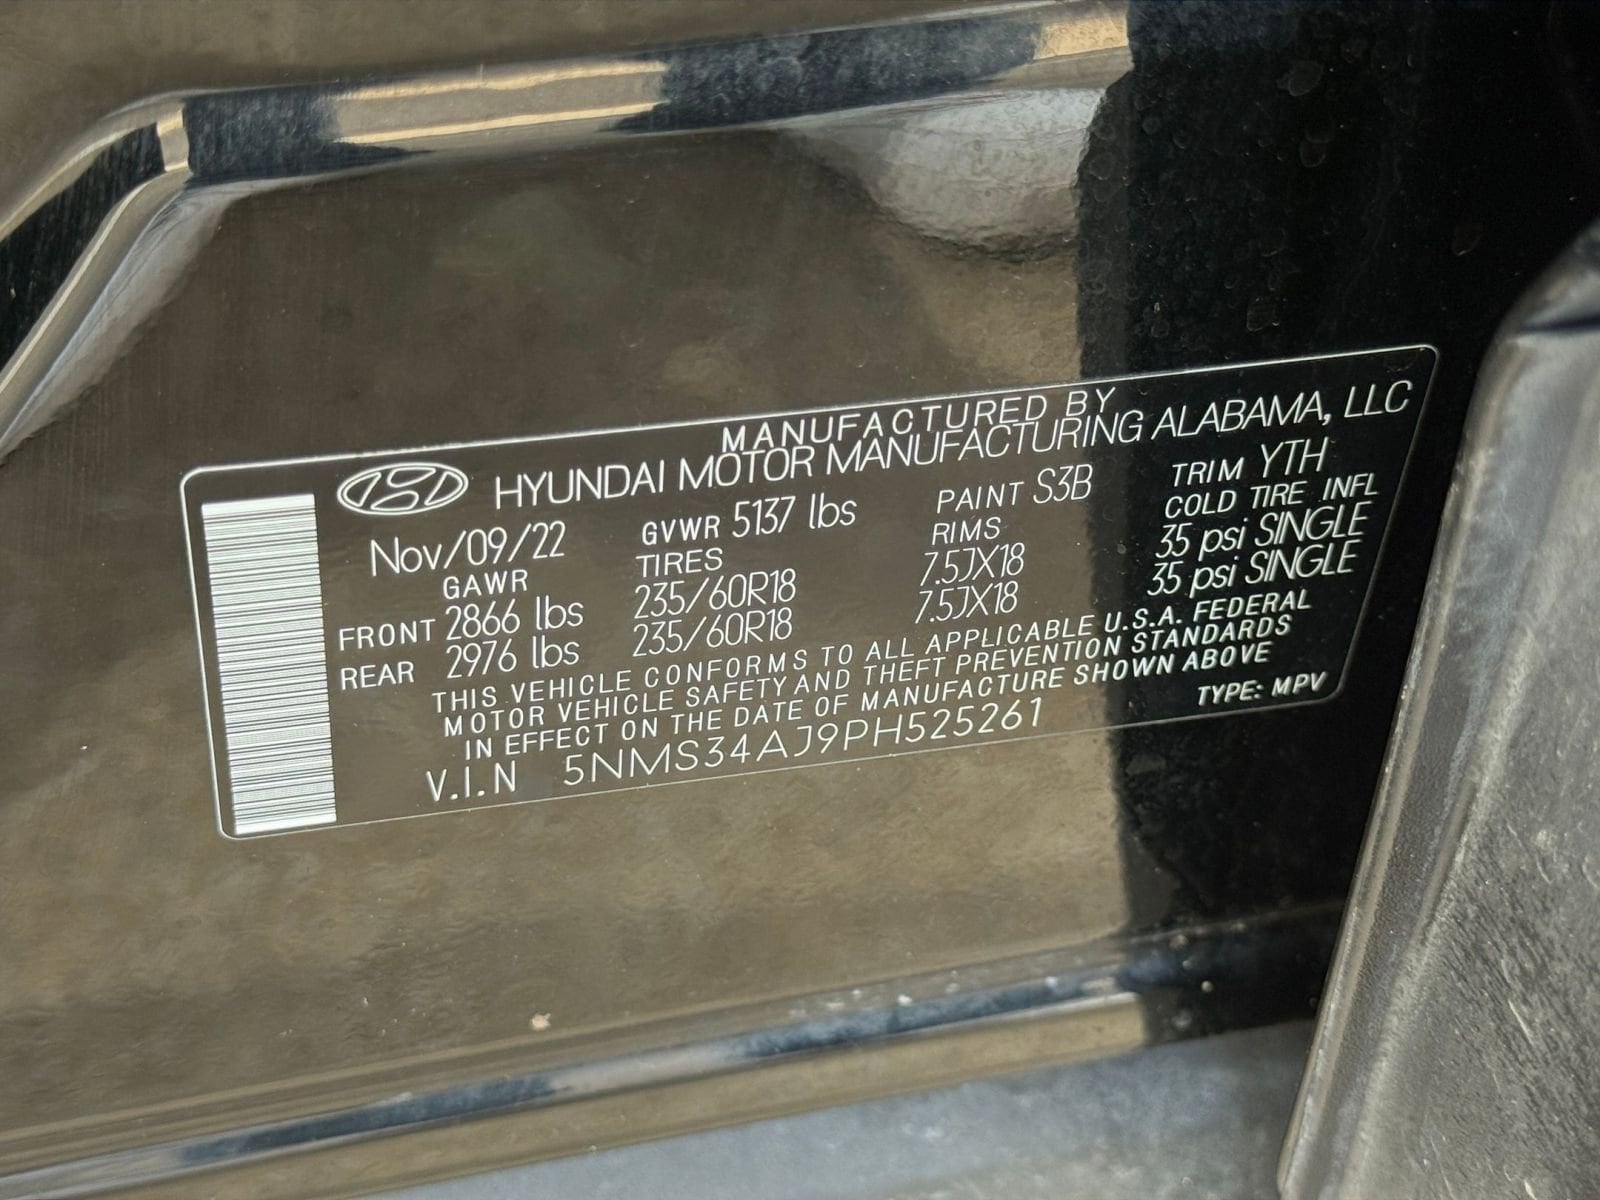 MANUFACTURED BY
HYUNDAI MOTOR MANUFACTURING ALABAMA, LLC
Nov/09/22 GVWR 5137 lbs PAINT S3B TRIM YTH
GAWR TIRES RIMS COLD TIRE INFL
FRONT 2866 lbs 235/60R18 7.5JX18 35 psi SINGLE
REAR 2976 lbs 235/60R18 7.5JX18 35 psi SINGLE
THIS VEHICLE CONFORMS TO ALL APPLICABLE U.S.A. FEDERAL
MOTOR VEHICLE SAFETY AND THEFT PREVENTION STANDARDS
IN EFFECT ON THE DATE OF MANUFACTURE SHOWN ABOVE
V.I.N 5NMS34AJ9PH525261 TYPE: MPV